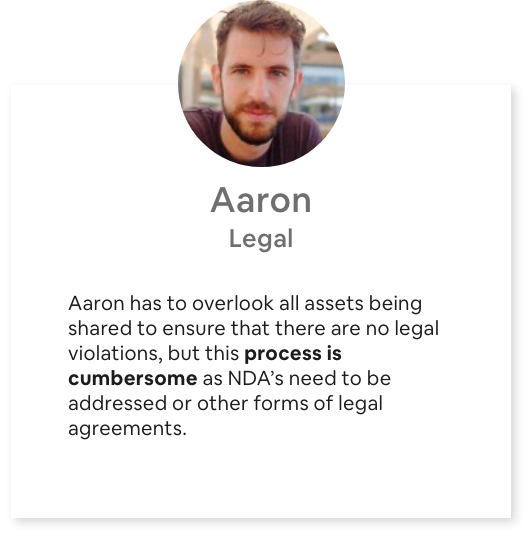 Aaron
Legal
Aaron has to overlook all assets being
shared to ensure that there are no legal
violations, but this process is
cumbersome as NDA’s need to be
addressed or other forms of legal
agreements.